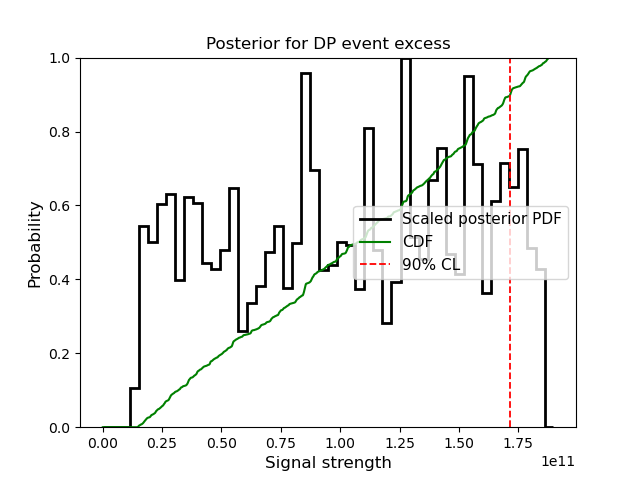 Posterior for DP event excess
Probability
1.0
0.8
0.6
0.4
0.2
0.0
Scaled posterior PDF
CDF
90% CL
0.00 0.25 0.50 0.75 1.00 1.25 1.50 1.75
1e11
Signal strength